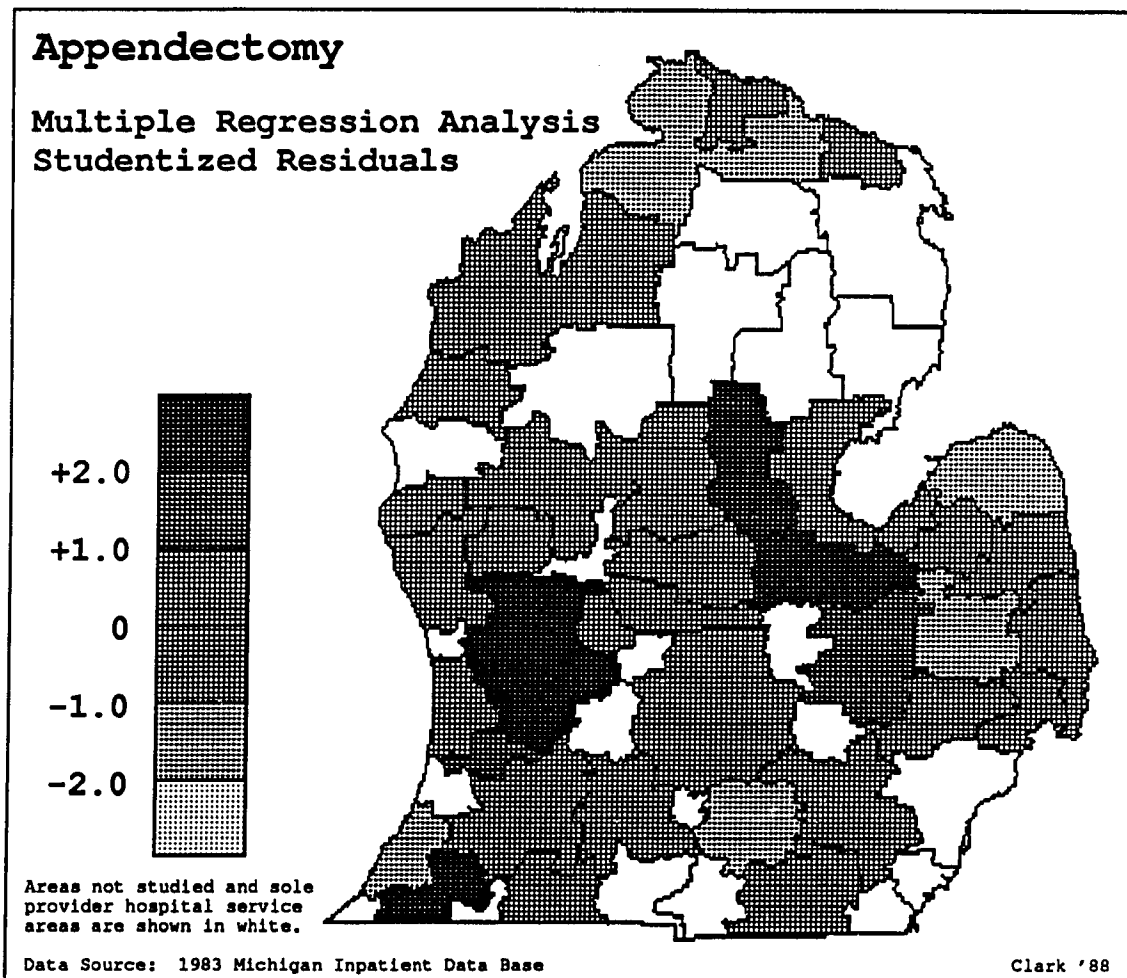 Appendectomy
Multiple Regression Analysis
Studentized Residuals
+2.0
+1.0
0
-1.0
-2.0
Areas not studied and sole
provider hospital service
areas are shown in white.
Data Source: 1983 Michigan Inpatient Data Base
Clark '88